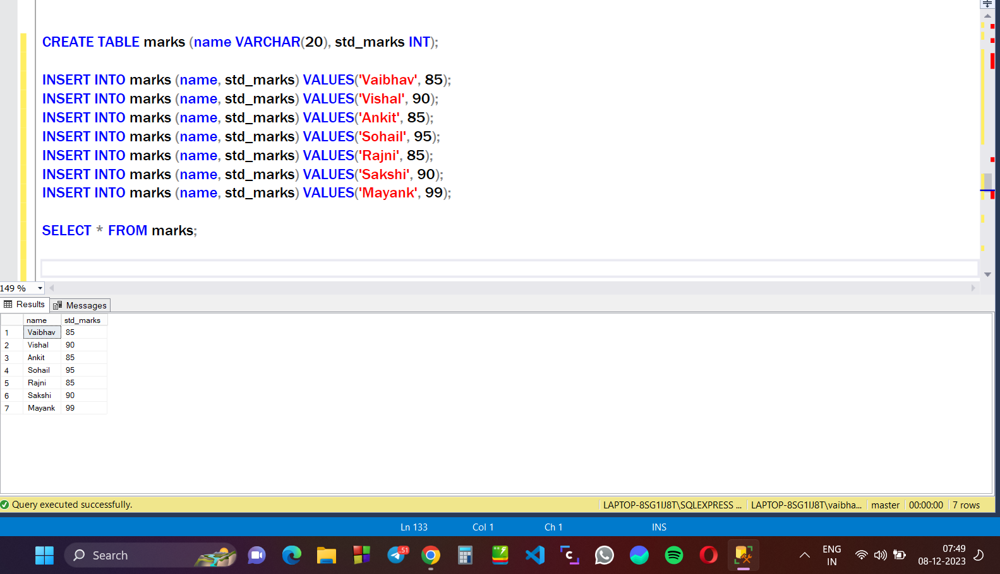 CREATE TABLE marks (name VARCHAR(20), std_marks INT);
INSERT INTO marks (name, std_marks) VALUES('Vaibhav', 85);
INSERT INTO marks (name, std_marks) VALUES('Vishal', 90);
INSERT INTO marks (name, std_marks) VALUES('Ankit', 85);
INSERT INTO marks (name, std_marks) VALUES('Sohail', 95);
INSERT INTO marks (name, std_marks) VALUES('Rajni', 85);
INSERT INTO marks (name, std_marks) VALUES('Sakshi', 90);
INSERT INTO marks (name, std_marks) VALUES('Mayank', 99);
SELECT * FROM marks;
149 %
Results Messages
name std_marks
1 Vaibhav 85
2 Vishal 90
3 Ankit 85
4 Sohail 95
5 Rajni 85
6 Sakshi 90
7 Mayank 99
Query executed successfully. LAPTOP-8SG1IJ8T\SQLEXPRESS ... LAPTOP-8SG1IJ8T\vaibha... master 00:00:00 7 rows
Ln 133 Col 1 Ch 1 INS
Search ..51 ENG 07:49
IN 08-12-2023